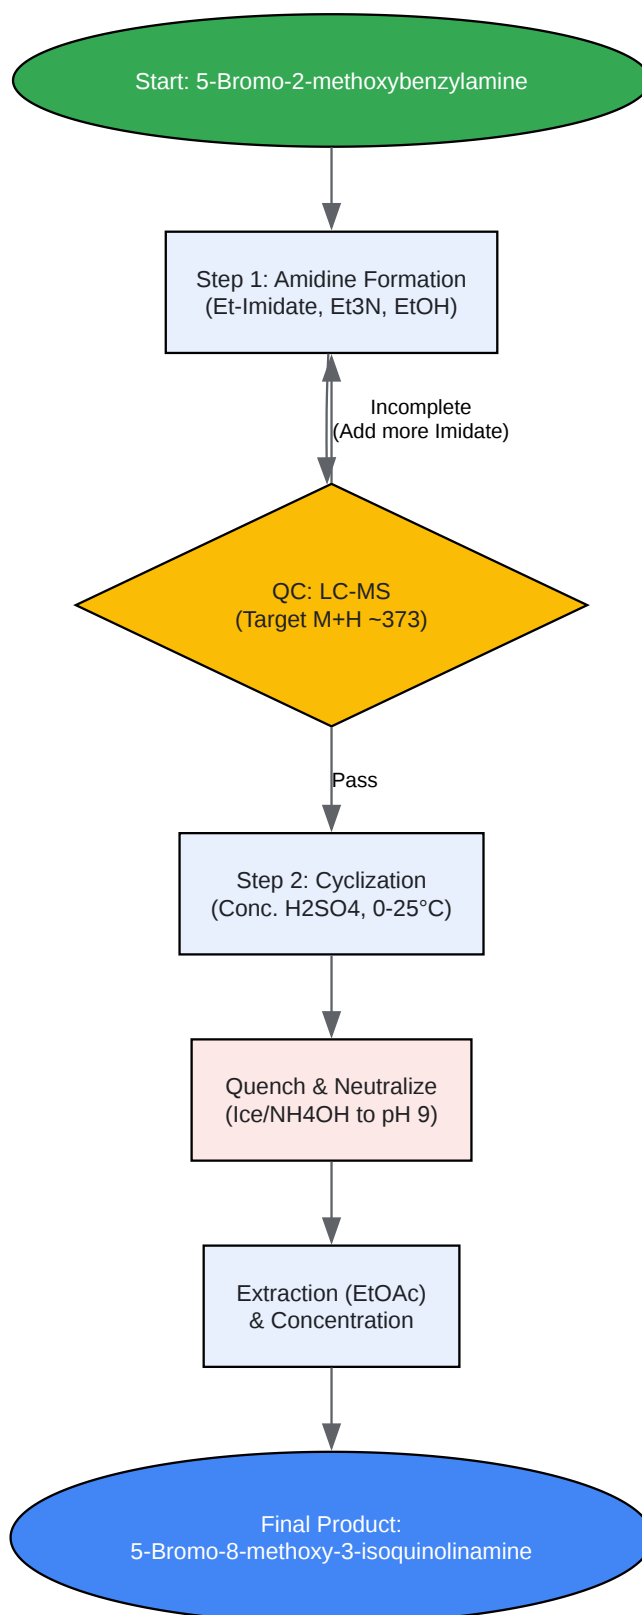 Start: 5-Bromo-2-methoxybenzylamine
Step 1: Amidine Formation
(Et-Imidate, Et3N, EtOH)
Incomplete
(Add more Imidate)
QC: LC-MS
(Target M+H ~373)
Pass
Step 2: Cyclization
(Conc. H2SO4, 0-25°C)
Quench & Neutralize
(Ice/NH4OH to pH 9)
Extraction (EtOAc)
& Concentration
Final Product:
5-Bromo-8-methoxy-3-isoquinolinamine